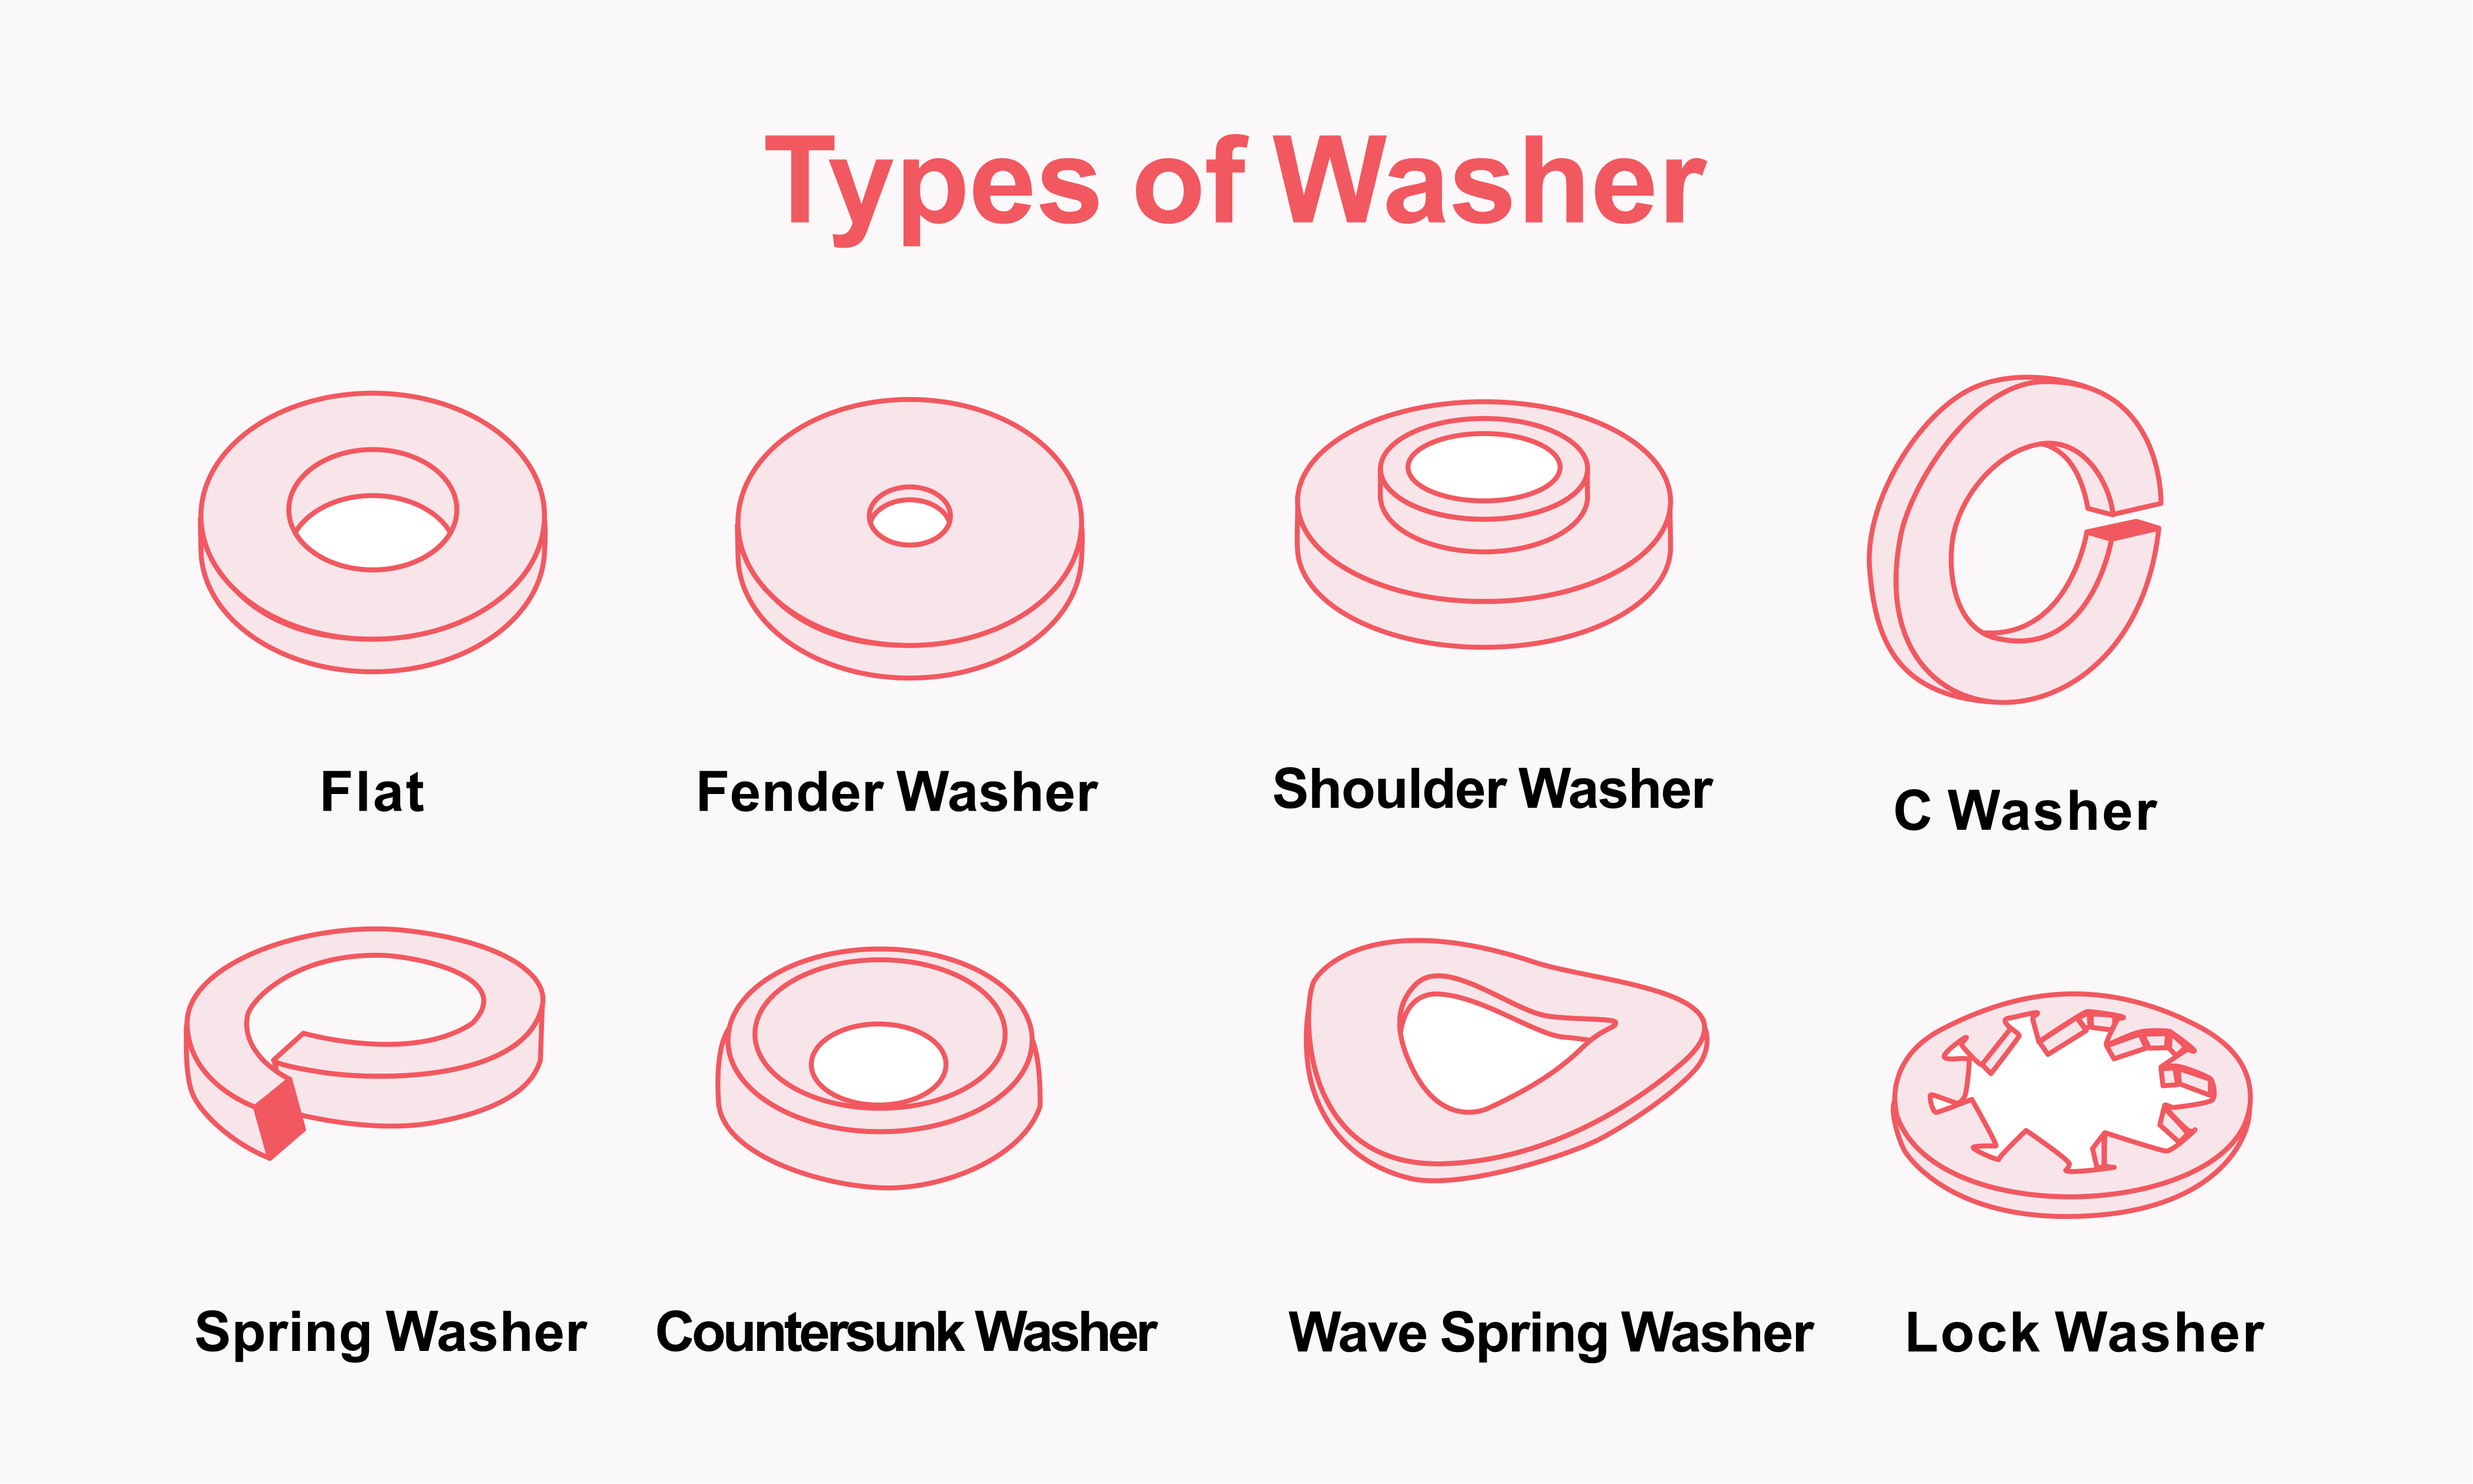 Types of Washer
Flat
Fender Washer
Shoulder Washer
C Washer
Spring Washer
Countersunk Washer
Wave Spring Washer
Lock Washer